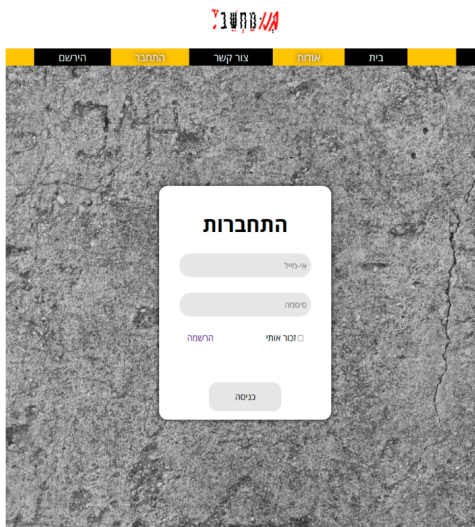 בית אודות צור קשר התחבר הירשם
התחברות
אי-מייל
סיסמה
זכור אותי הרשמה
כניסה